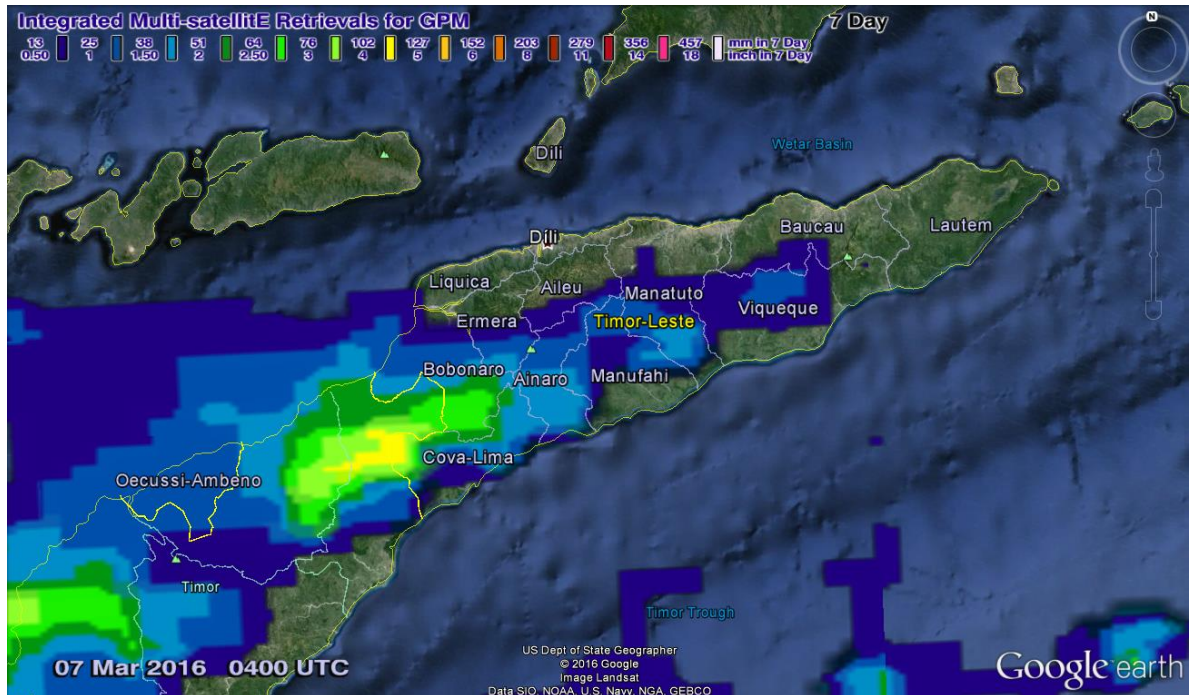 Integrated Multi-satellitE Retrievals for GPM
7 Day
13 25 38 51 64 76 102 127 152 203 279 356 457 mm in 7 Day
0.50 1 1.50 2 2.50 3 4 5 6 8 11 14 18 inch in 7 Day
N
Wetar Basin
Dili
Dili
Baucau
Lautem
Liquica
Aileu
Manatuto
Viqueque
Ermera
Timor-Leste
Bobonaro
Ainaro
Manufahi
Cova-Lima
Oecussi-Ambeno
Timor
Timor Trough
07 Mar 2016 0400 UTC
US Dept of State Geographer
© 2016 Google
Image Landsat
Data SIO, NOAA, U.S. Navy, NGA, GEBCO
Google earth